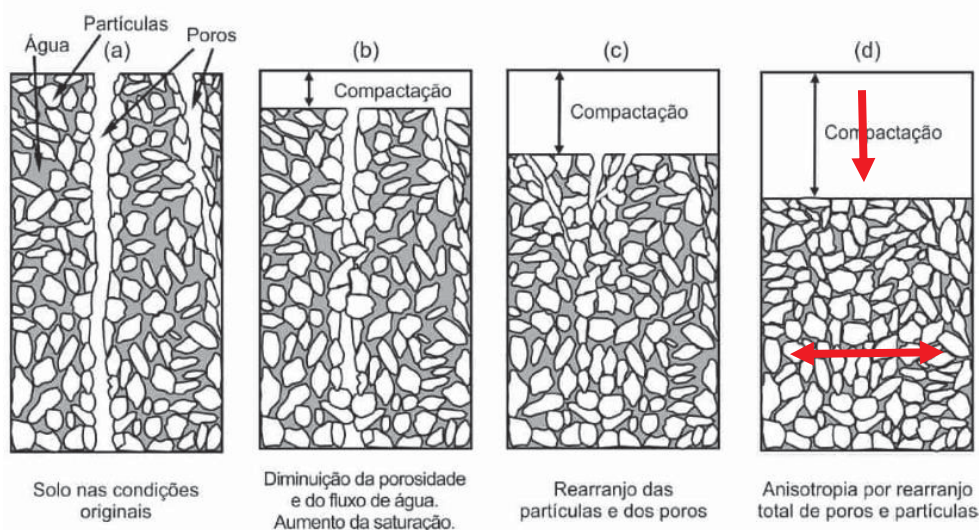 Partículas
Água
(a)
Poros
(b)
(c)
(d)
Compactação
Compactação
Compactação
Solo nas condições
originais
Diminuição da porosidade
e do fluxo de água.
Aumento da saturação.
Rearranjo das
partículas e dos poros
Anisotropia por rearranjo
total de poros e partículas